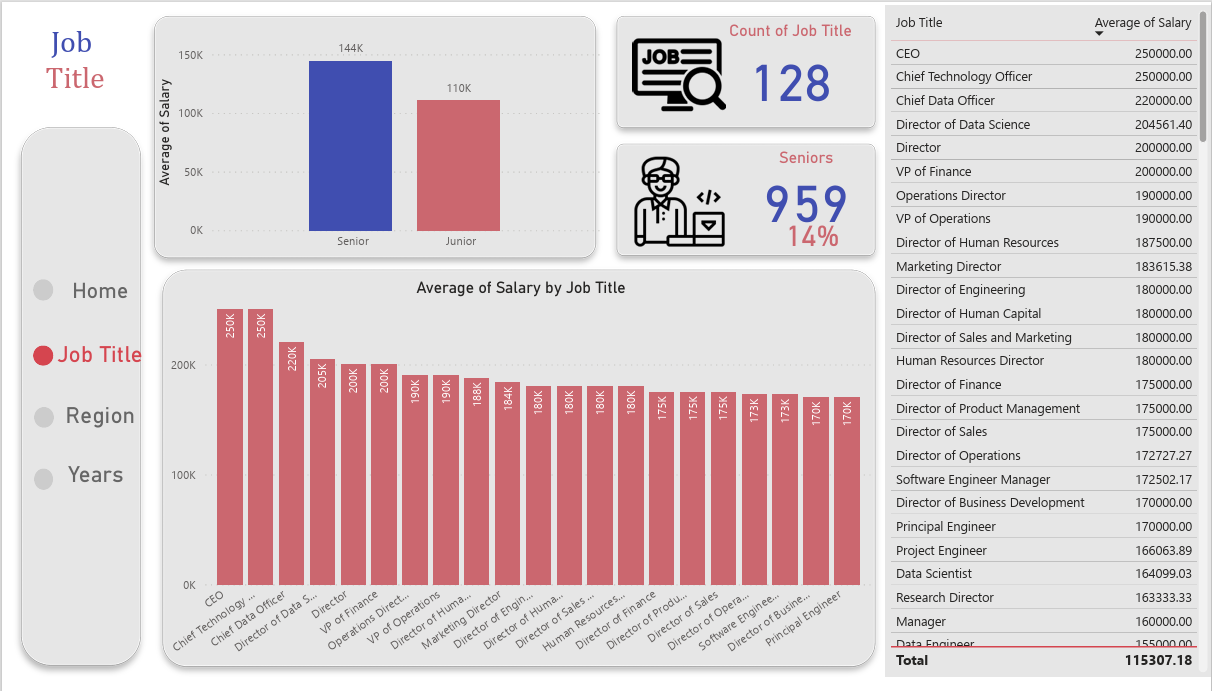 Job
Title
Home
Job Title
Region
Years
Average of Salary
150K
100K
50K
0K
144K
110K
Senior
Junior
Count of Job Title
JOB
128
Seniors
</>
959
14%
Average of Salary by Job Title
200K
100K
0K
250K
250K
220K
205K
200K
200K
190K
190K
188K
184K
180K
180K
180K
180K
175K
175K
175K
173K
173K
170K
170K
CEO
Chief Technology ...
Chief Data Officer
Director of Data S...
Director
VP of Finance
Operations Direct...
VP of Operations
Director of Huma...
Marketing Director
Director of Engin...
Director of Huma...
Director of Sales ...
Human Resources...
Director of Finance
Director of Produ...
Director of Sales
Director of Opera...
Software Enginee...
Director of Busine...
Principal Engineer
Job Title Average of Salary
CEO 250000.00
Chief Technology Officer 250000.00
Chief Data Officer 220000.00
Director of Data Science 204561.40
Director 200000.00
VP of Finance 200000.00
Operations Director 190000.00
VP of Operations 190000.00
Director of Human Resources 187500.00
Marketing Director 183615.38
Director of Engineering 180000.00
Director of Human Capital 180000.00
Director of Sales and Marketing 180000.00
Human Resources Director 180000.00
Director of Finance 175000.00
Director of Product Management 175000.00
Director of Sales 175000.00
Director of Operations 172727.27
Software Engineer Manager 172502.17
Director of Business Development 170000.00
Principal Engineer 170000.00
Project Engineer 166063.89
Data Scientist 164099.03
Research Director 163333.33
Manager 160000.00
Data Engineer 155000.00
Total 115307.18